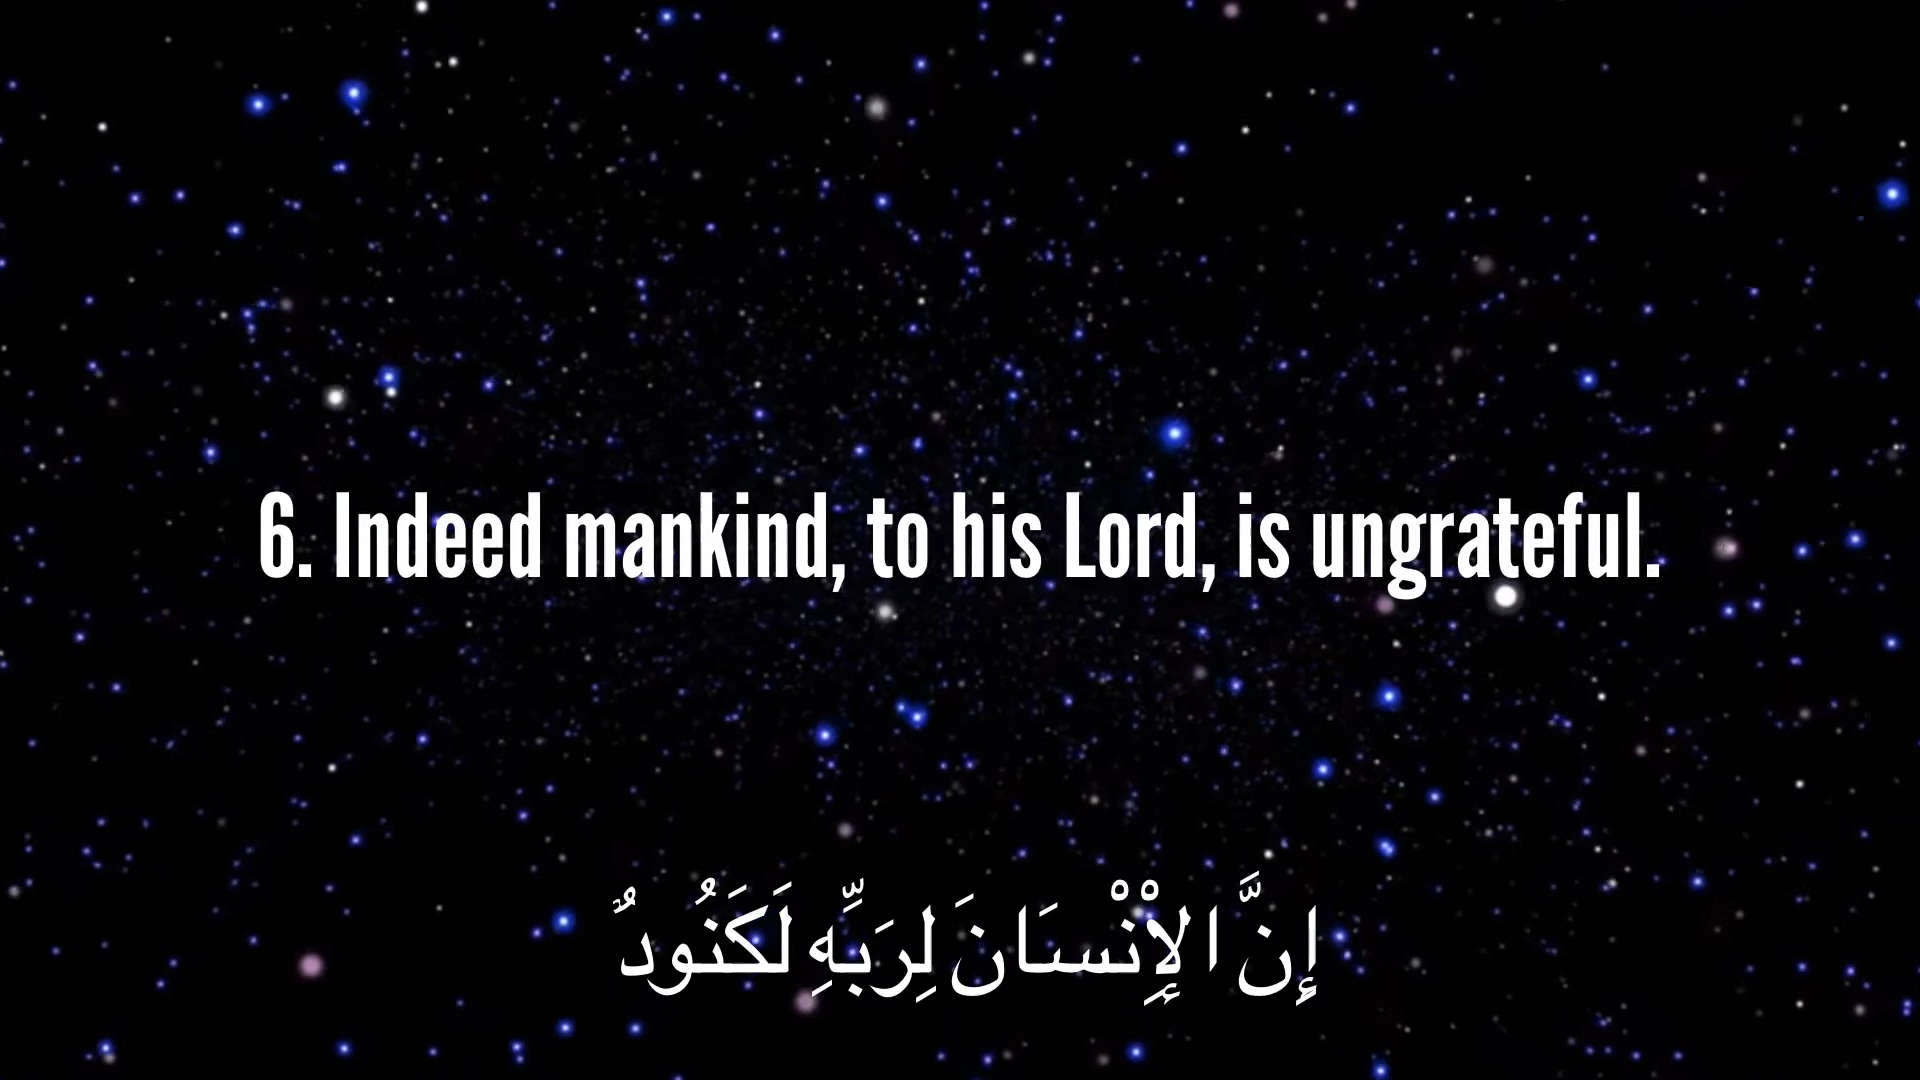 6. Indeed mankind, to his Lord, is ungrateful.
إِنَّ الْإِنْسَانَ لِرَبِّهِ لَكَنُودٌ